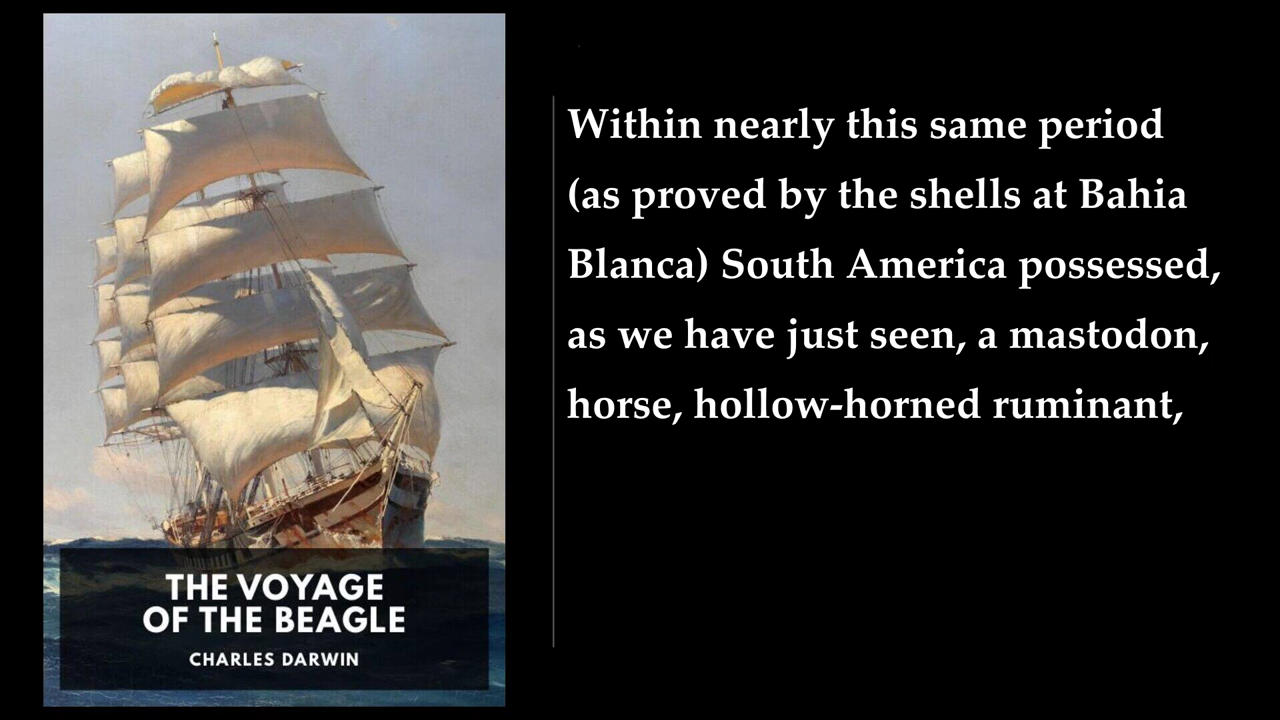 THE VOYAGE
OF THE BEAGLE
CHARLES DARWIN
Within nearly this same period
(as proved by the shells at Bahia
Blanca) South America possessed,
as we have just seen, a mastodon,
horse, hollow-horned ruminant,